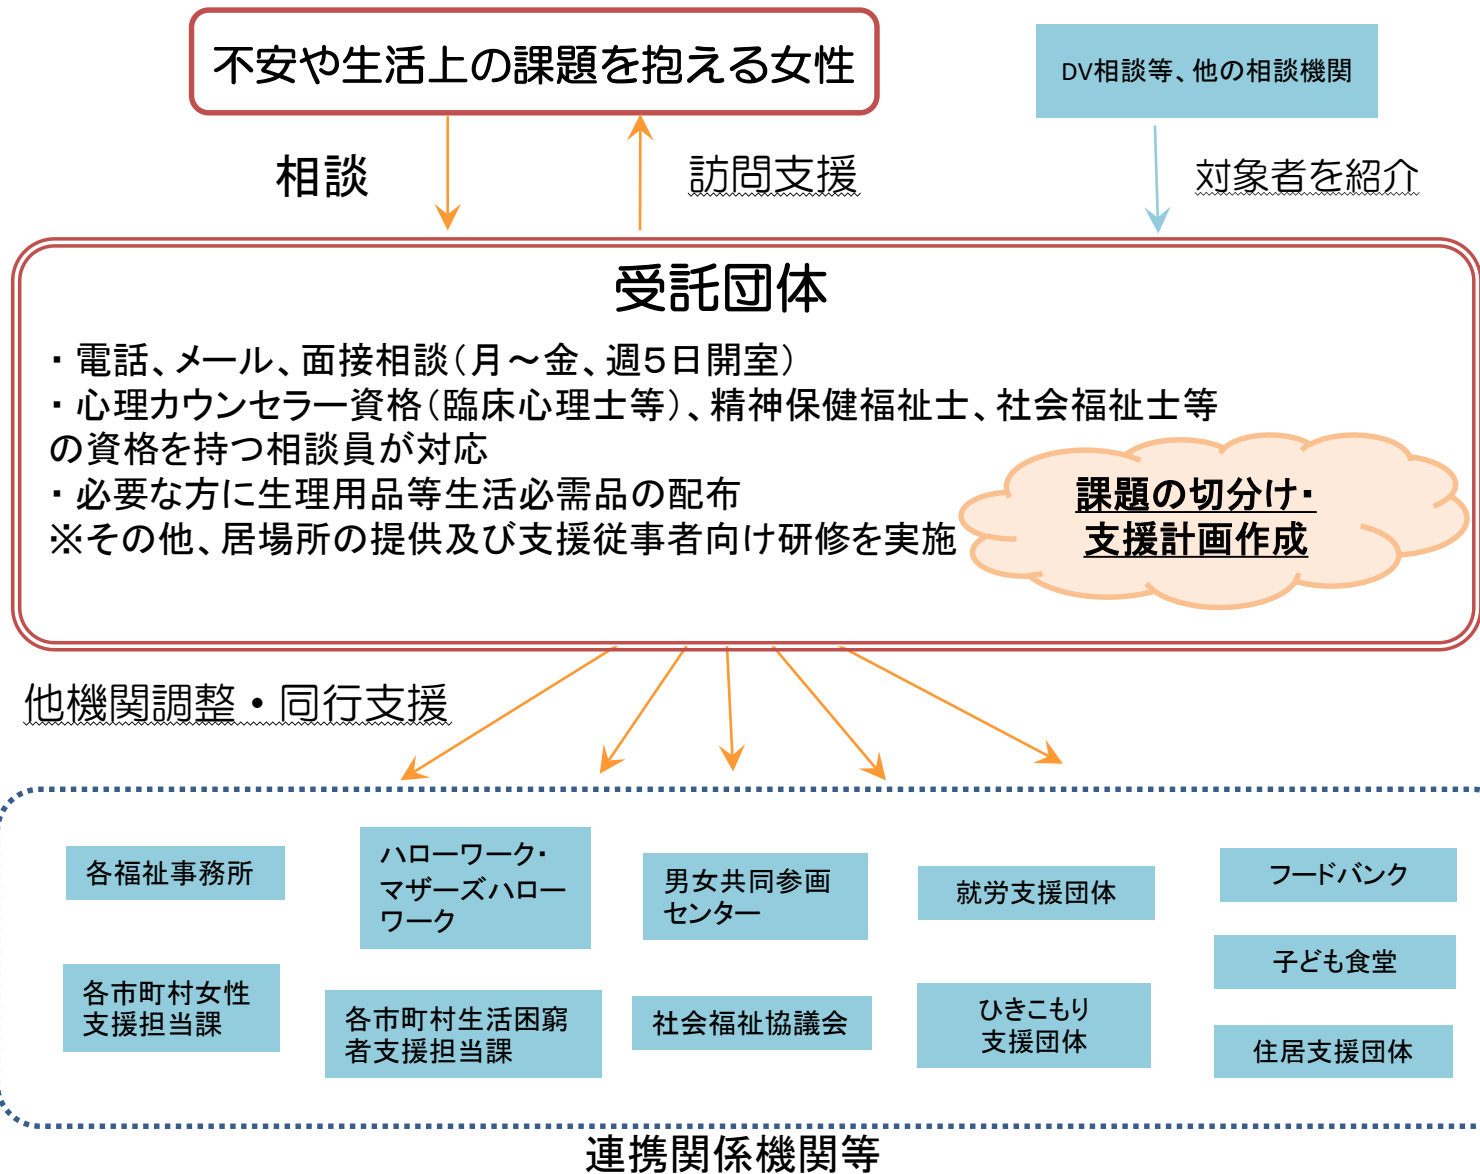 不安や生活上の課題を抱える女性
DV相談等、他の相談機関
相談
訪問支援
対象者を紹介
受託団体
・電話、メール、面接相談（月～金、週５日開室）
・心理カウンセラー資格（臨床心理士等）、精神保健福祉士、社会福祉士等
の資格を持つ相談員が対応
・必要な方に生理用品等生活必需品の配布
※その他、居場所の提供及び支援従事者向け研修を実施
課題の切分け・
支援計画作成
他機関調整・同行支援
各福祉事務所
ハローワーク・
マザーズハロー
ワーク
男女共同参画
センター
就労支援団体
フードバンク
子ども食堂
各市町村女性
支援担当課
各市町村生活困窮
者支援担当課
社会福祉協議会
ひきこもり
支援団体
住居支援団体
連携関係機関等